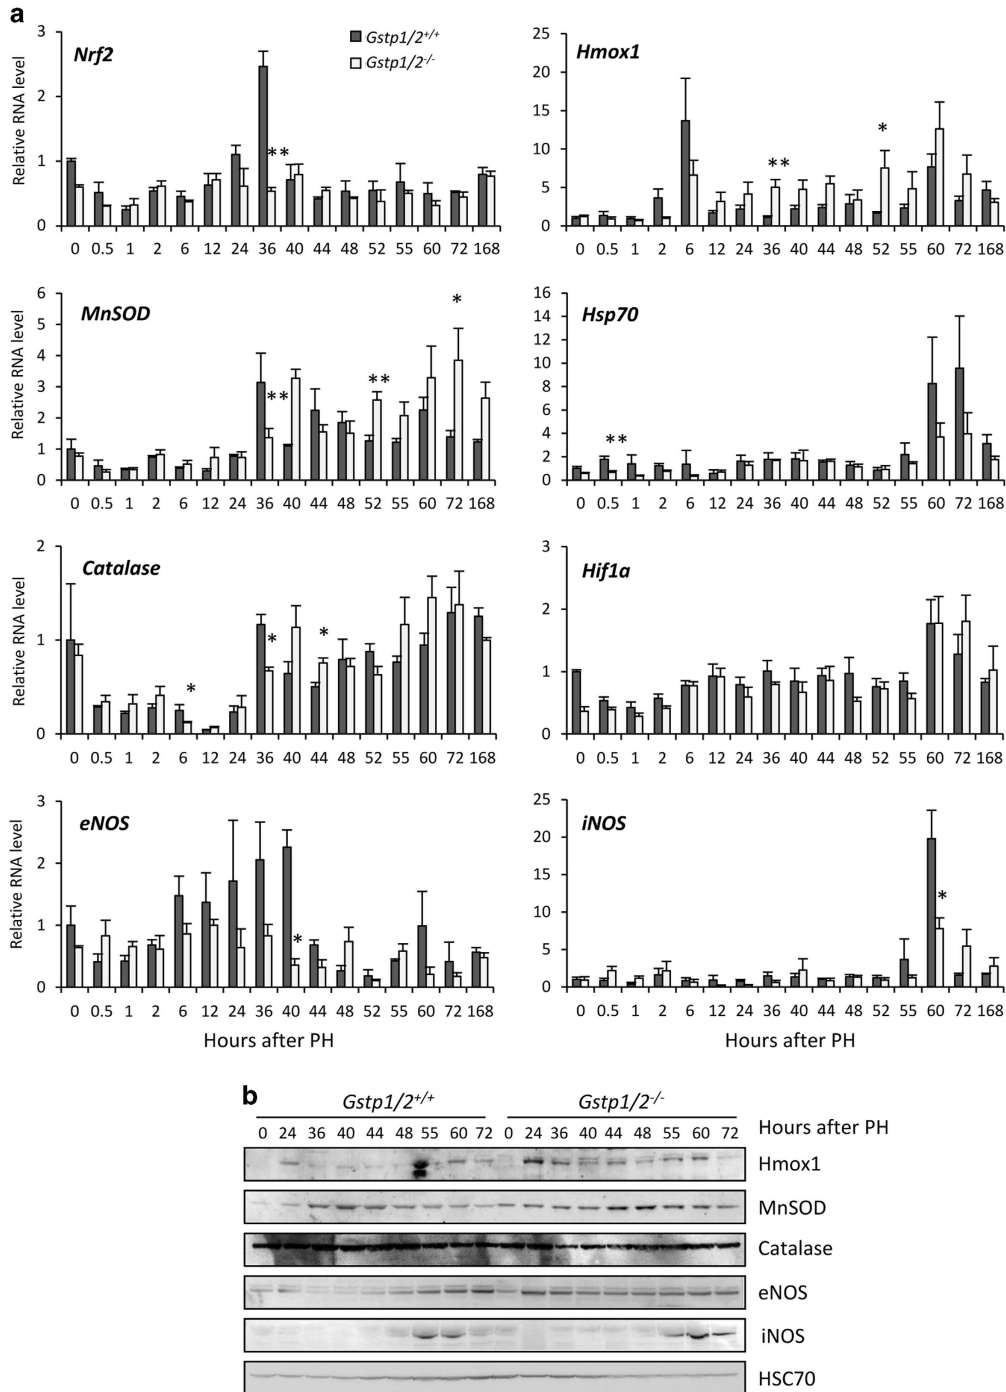 a
Nrf2
Gstp1/2+/+
Gstp1/2-/-
Relative RNA level
3
2
1
0
**
0 0.5 1 2 6 12 24 36 40 44 48 52 55 60 72 168
Hmox1
25
20
15
10
5
0
**
*
0 0.5 1 2 6 12 24 36 40 44 48 52 55 60 72 168
MnSOD
Relative RNA level
6
5
4
3
2
1
0
**
**
*
0 0.5 1 2 6 12 24 36 40 44 48 52 55 60 72 168
Hsp70
16
14
12
10
8
6
4
2
0
**
0 0.5 1 2 6 12 24 36 40 44 48 52 55 60 72 168
Catalase
Relative RNA level
2
1
0
*
*
*
0 0.5 1 2 6 12 24 36 40 44 48 52 55 60 72 168
Hif1a
3
2
1
0
0 0.5 1 2 6 12 24 36 40 44 48 52 55 60 72 168
eNOS
Relative RNA level
3
2
1
0
*
0 0.5 1 2 6 12 24 36 40 44 48 52 55 60 72 168
Hours after PH
iNOS
25
20
15
10
5
0
*
0 0.5 1 2 6 12 24 36 40 44 48 52 55 60 72 168
Hours after PH
b
Gstp1/2+/+ Gstp1/2-/-
0 24 36 40 44 48 55 60 72 0 24 36 40 44 48 55 60 72 Hours after PH
Hmox1
MnSOD
Catalase
eNOS
iNOS
HSC70